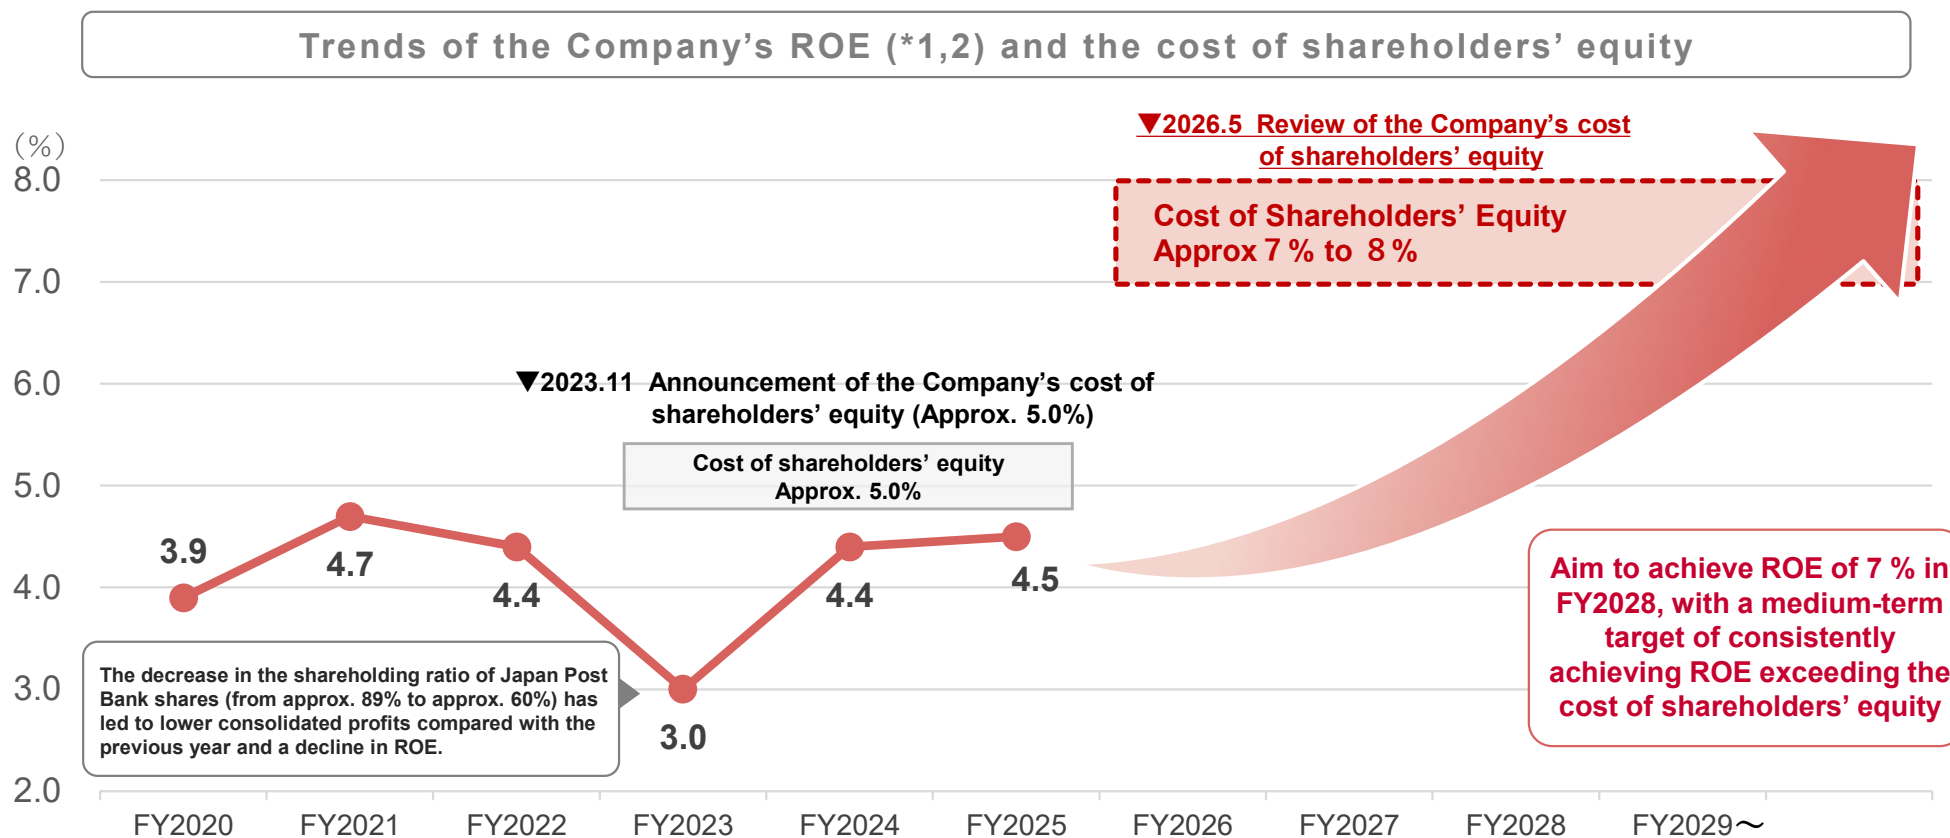 Trends of the Company’s ROE (*1,2) and the cost of shareholders’ equity
(%)
▼2026.5 Review of the Company’s cost
of shareholders’ equity
8.0
Cost of Shareholders’ Equity
Approx 7 % to 8 %
7.0
6.0
▼2023.11 Announcement of the Company’s cost of
shareholders’ equity (Approx. 5.0%)
Cost of shareholders’ equity
Approx. 5.0%
5.0
3.9
4.7
4.4
3.0
4.4
4.5
4.0
Aim to achieve ROE of 7 % in
FY2028, with a medium-term
target of consistently
achieving ROE exceeding the
cost of shareholders’ equity
The decrease in the shareholding ratio of Japan Post
Bank shares (from approx. 89% to approx. 60%) has
led to lower consolidated profits compared with the
previous year and a decline in ROE.
3.0
2.0
FY2020 FY2021 FY2022 FY2023 FY2024 FY2025 FY2026 FY2027 FY2028 FY2029～